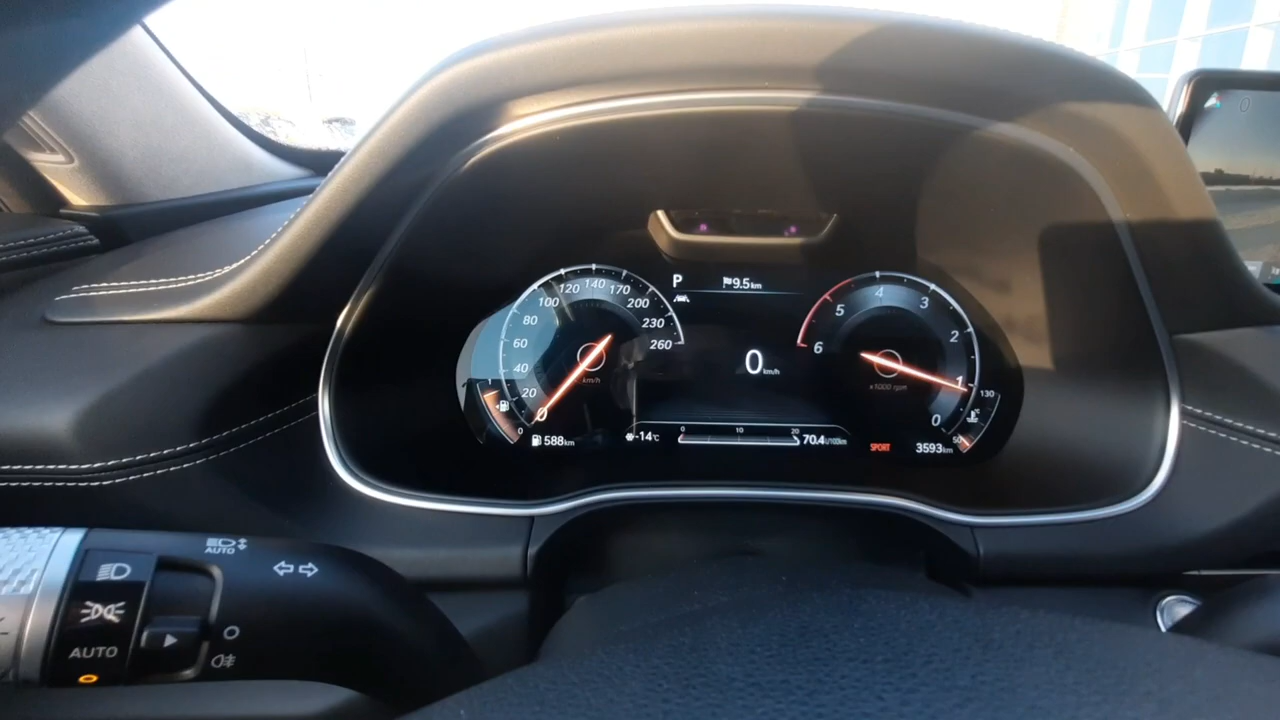 P
9.5km
100 120 140 170
80 200
60 230
40 260
20
0
km/h
0 km/h
4
5 3
2
6
1
x1000 rpm
0
130
50
0
588km
-14°C
0 10 20
70.4 l/100km
SPORT
3593km
AUTO
AUTO